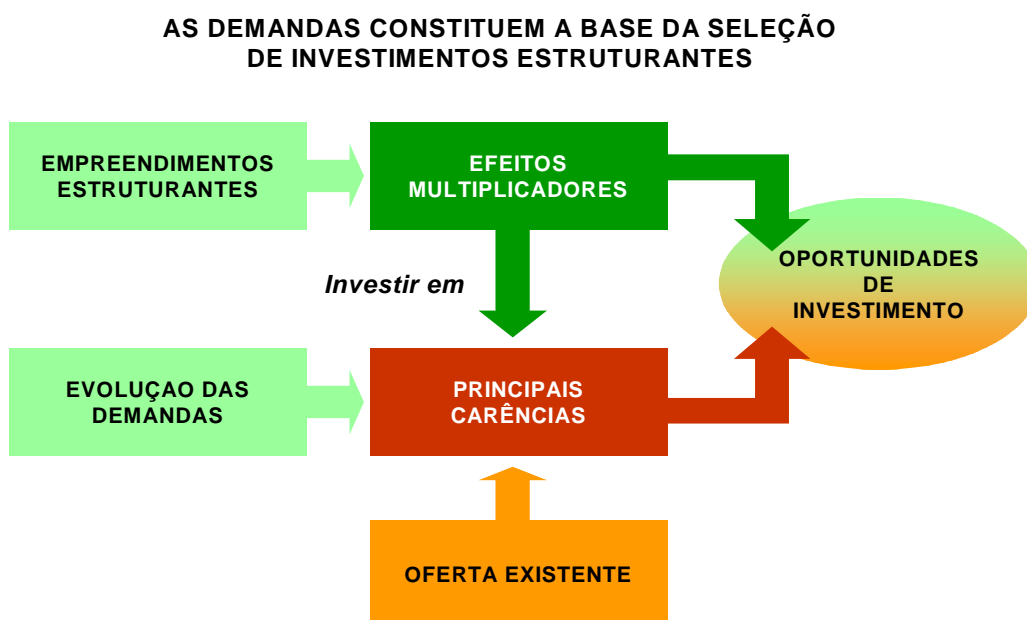 AS DEMANDAS CONSTITUEM A BASE DA SELEÇÃO
DE INVESTIMENTOS ESTRUTURANTES
EMPREENDIMENTOS
ESTRUTURANTES
EFEITOS
MULTIPLICADORES
OPORTUNIDADES
DE
INVESTIMENTO
Investir em
EVOLUÇAO DAS
DEMANDAS
PRINCIPAIS
CARÊNCIAS
OFERTA EXISTENTE